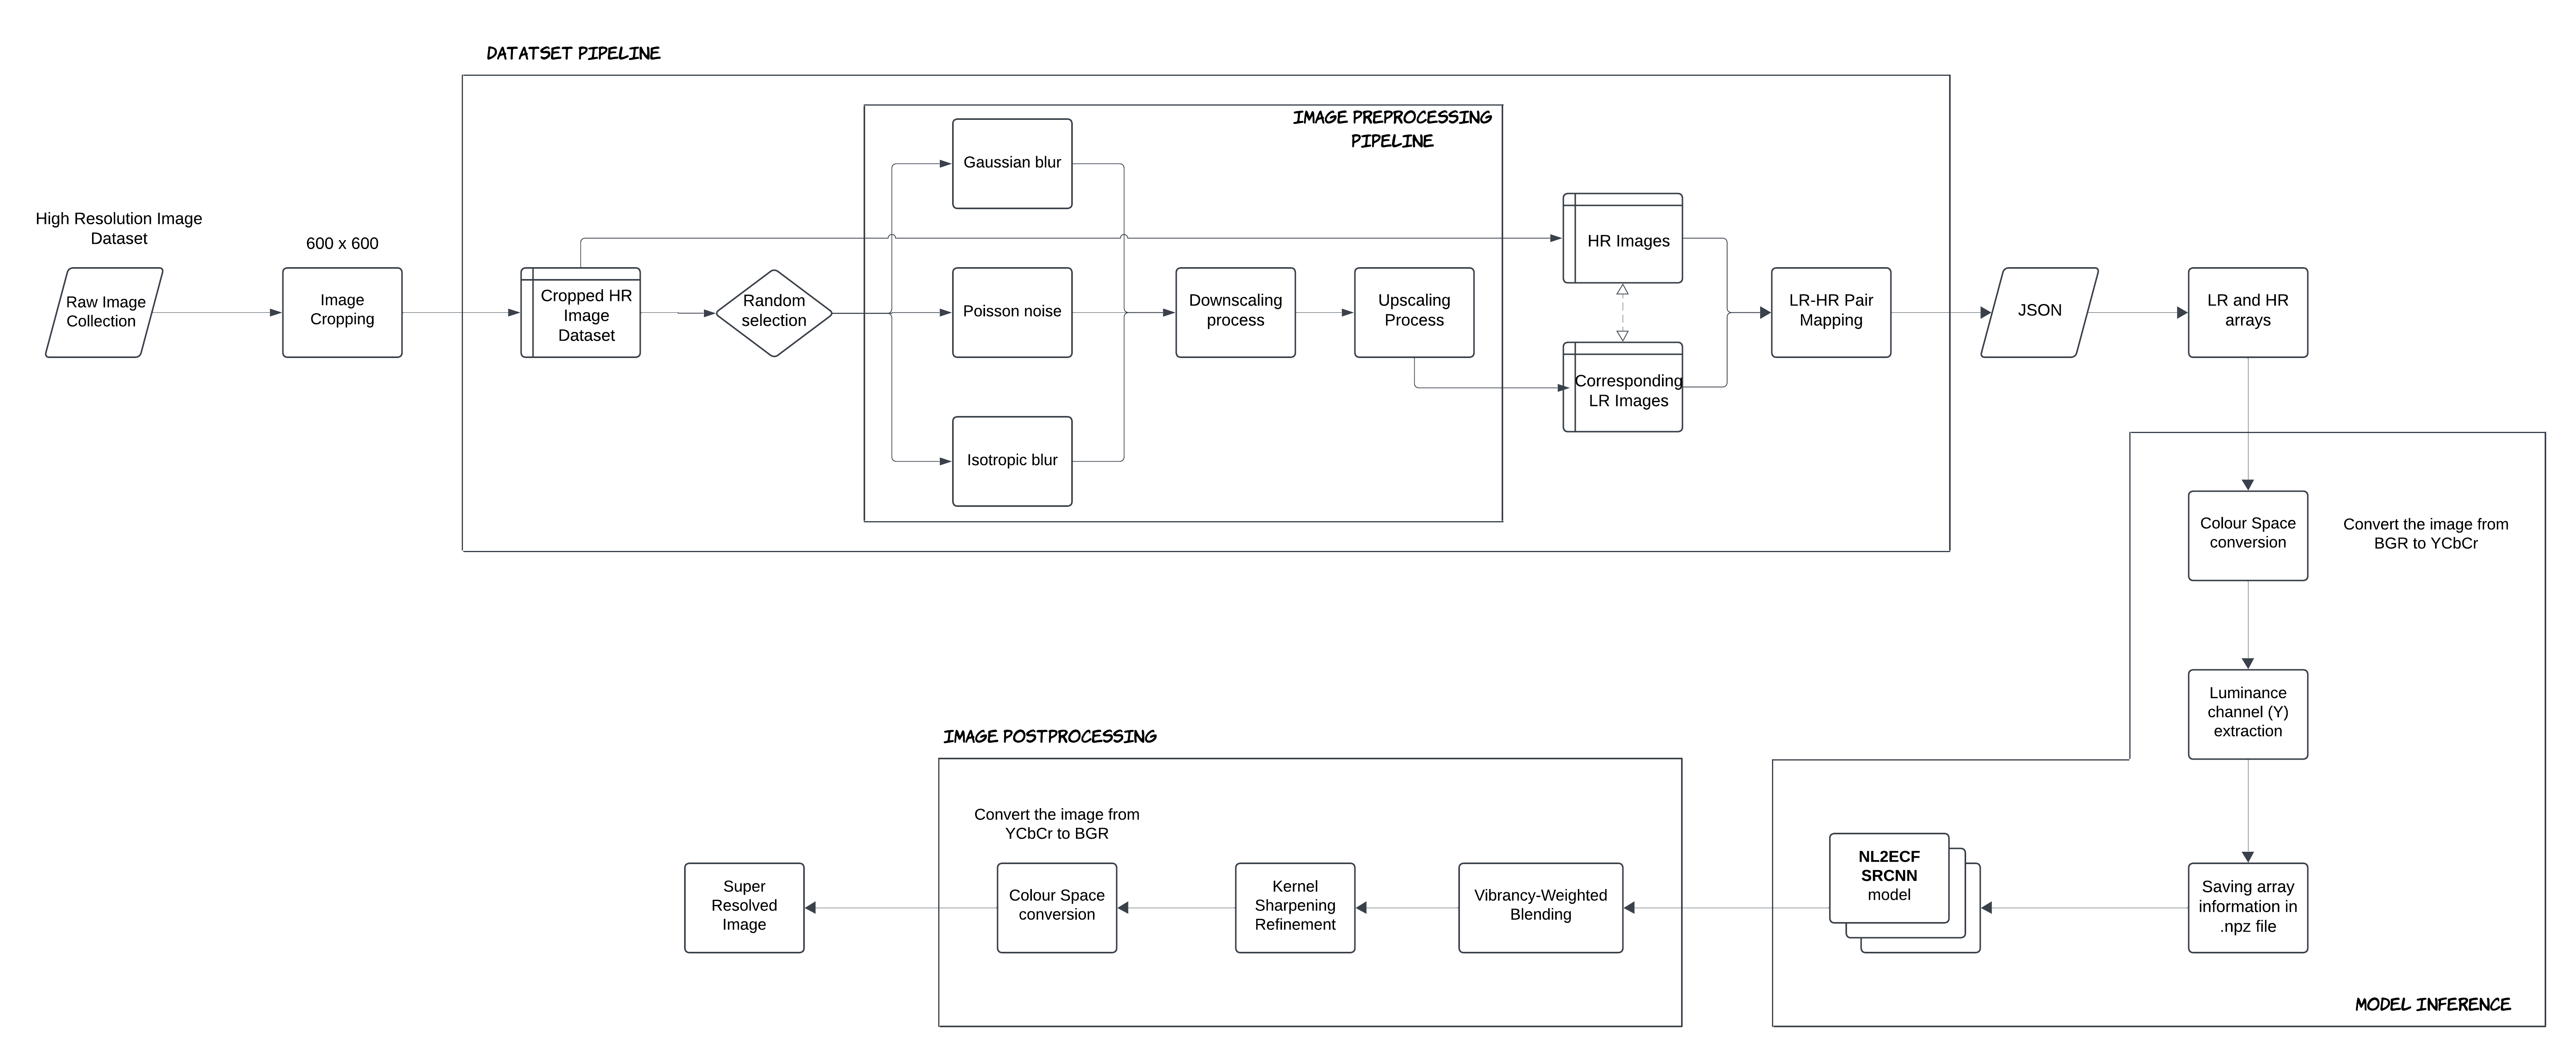 DATATSET PIPELINE
IMAGE PREPROCESSING
PIPELINE
High Resolution Image
Dataset
600 x 600
Raw Image
Collection
Image
Cropping
Cropped HR
Image
Dataset
Random
selection
Gaussian blur
Poisson noise
Isotropic blur
Downscaling
process
Upscaling
Process
HR Images
Corresponding
LR Images
LR-HR Pair
Mapping
JSON
LR and HR
arrays
Colour Space
conversion
Convert the image from
BGR to YCbCr
Luminance
channel (Y)
extraction
Saving array
information in
.npz file
NL2ECF
SRCNN
model
MODEL INFERENCE
IMAGE POSTPROCESSING
Vibrancy-Weighted
Blending
Kernel
Sharpening
Refinement
Convert the image from
YCbCr to BGR
Colour Space
conversion
Super
Resolved
Image